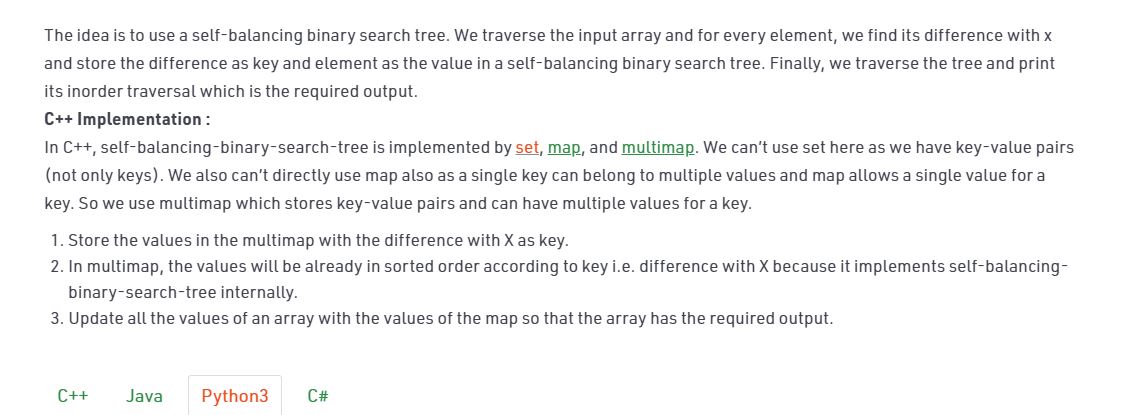 The idea is to use a self-balancing binary search tree. We traverse the input array and for every element, we find its difference with x
and store the difference as key and element as the value in a self-balancing binary search tree. Finally, we traverse the tree and print
its inorder traversal which is the required output.
C++ Implementation :
In C++, self-balancing-binary-search-tree is implemented by set, map, and multimap. We can't use set here as we have key-value pairs
(not only keys). We also can't directly use map also as a single key can belong to multiple values and map allows a single value for a
key. So we use multimap which stores key-value pairs and can have multiple values for a key.
1. Store the values in the multimap with the difference with X as key.
2. In multimap, the values will be already in sorted order according to key i.e. difference with X because it implements self-balancing-
binary-search-tree internally.
3. Update all the values of an array with the values of the map so that the array has the required output.
C++ Java Python3 C#